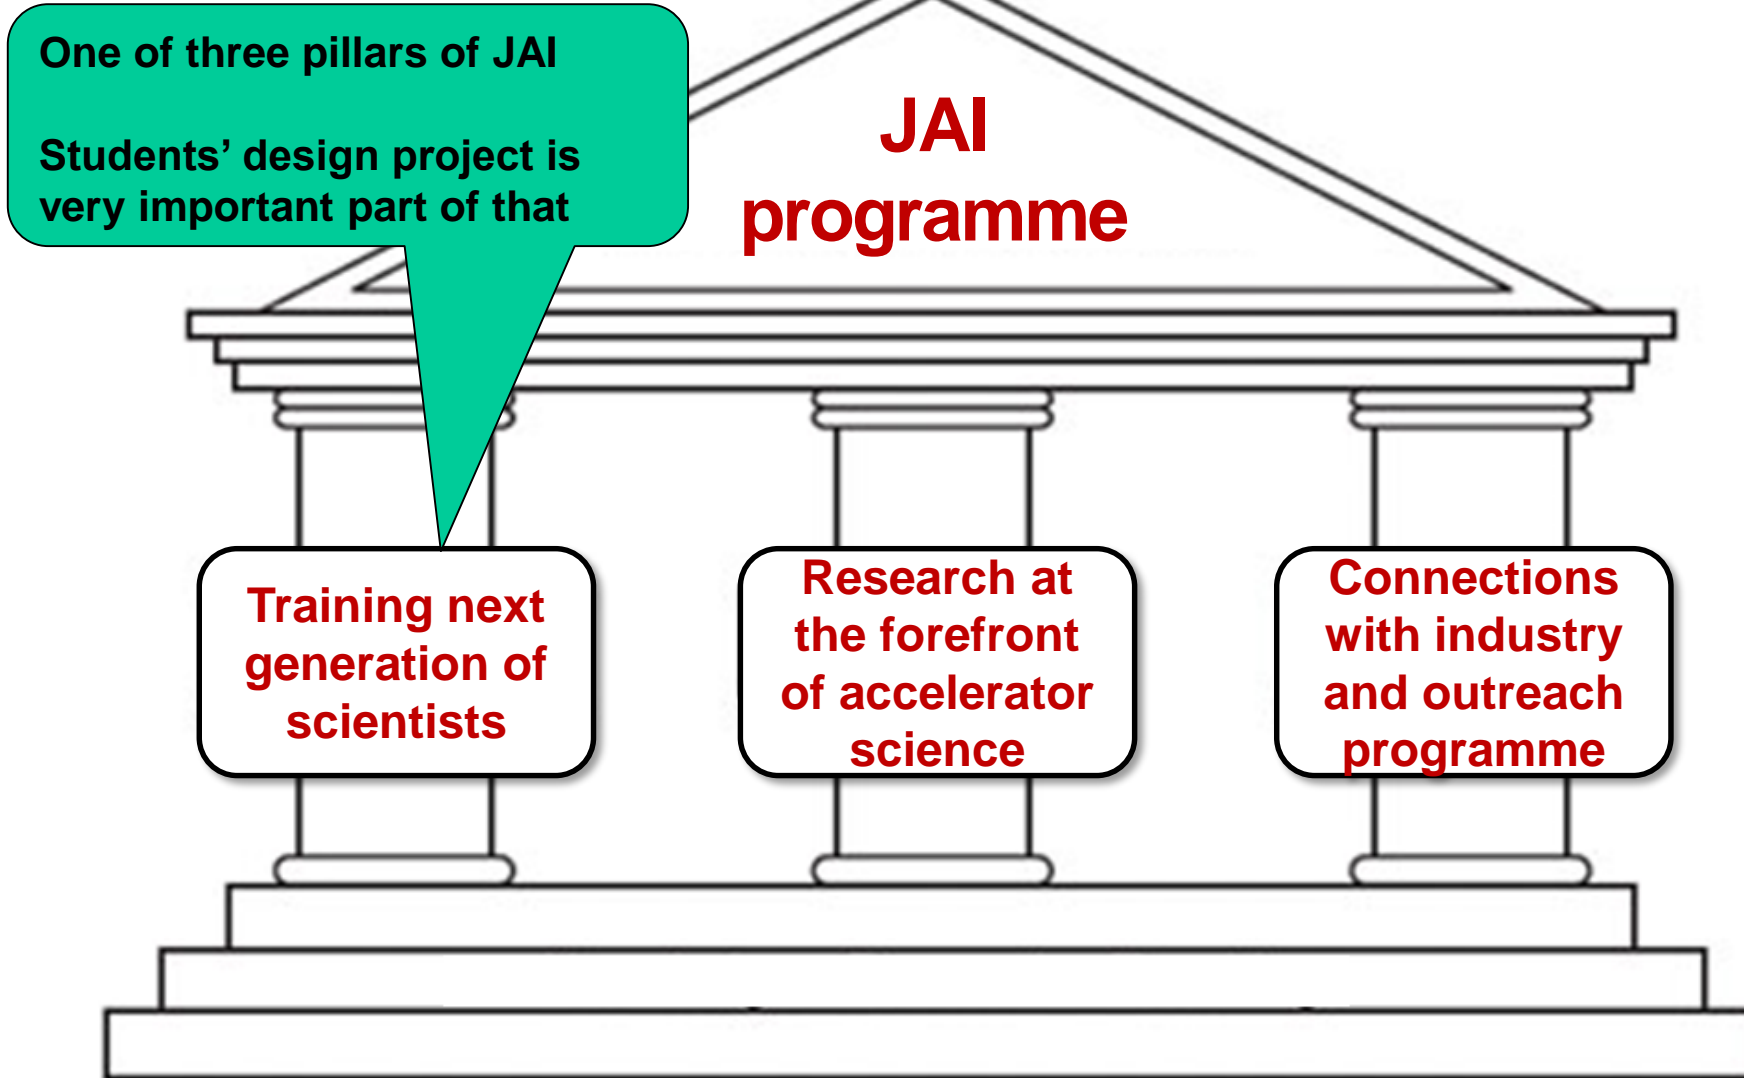 One of three pillars of JAI
Students’ design project is
very important part of that
JAI
programme
Training next
generation of
scientists
Research at
the forefront
of accelerator
science
Connections
with industry
and outreach
programme